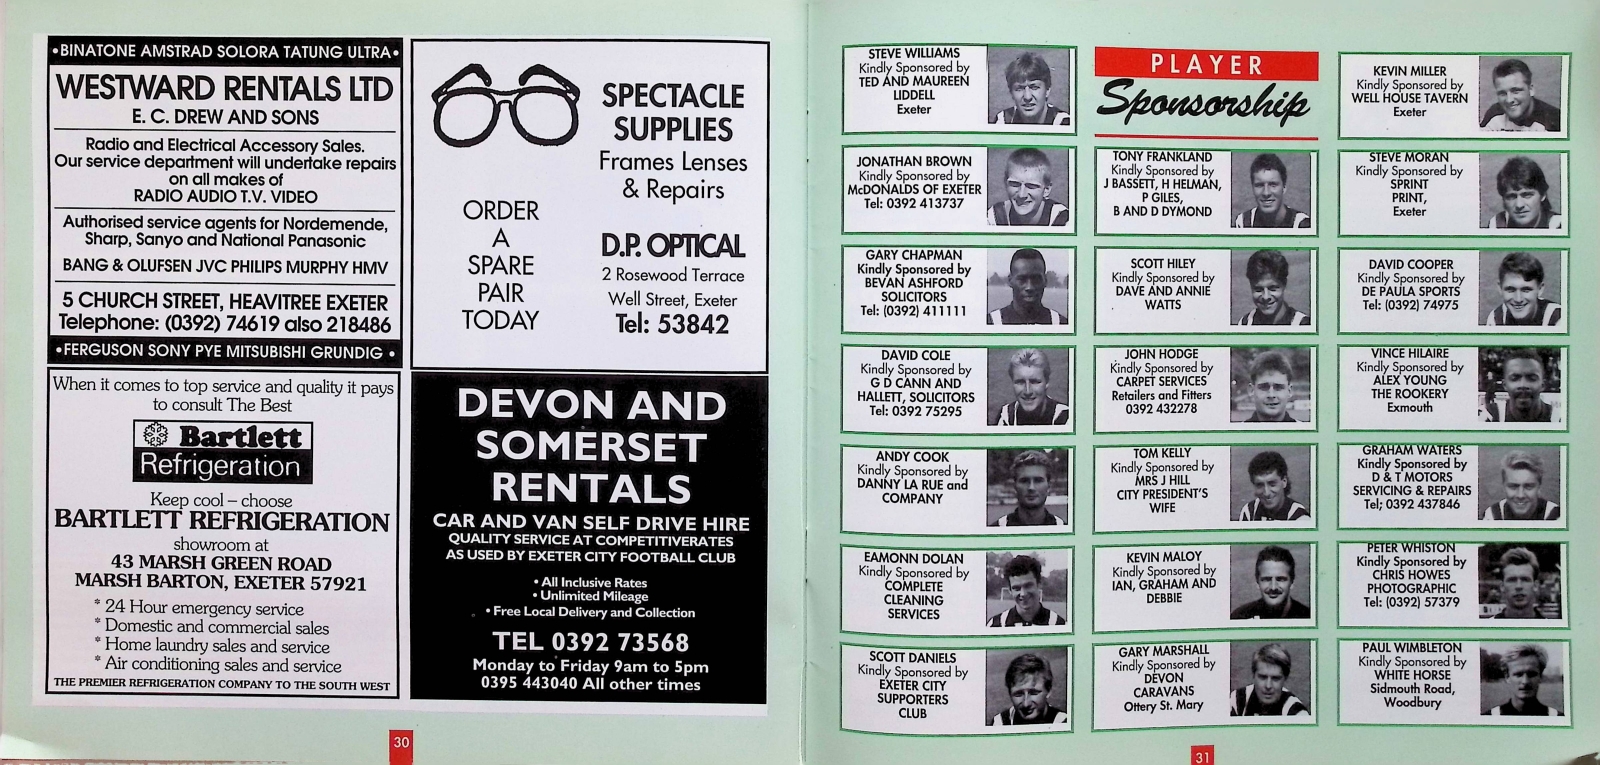 •BINATONE AMSTRAD SOLORA TATUNG ULTRA•
WESTWARD RENTALS LTD
E. C. DREW AND SONS
Radio and Electrical Accessory Sales.
Our service department will undertake repairs
on all makes of
RADIO AUDIO T.V. VIDEO
Authorised service agents for Nordemende,
Sharp, Sanyo and National Panasonic
BANG & OLUFSEN JVC PHILIPS MURPHY HMV
5 CHURCH STREET, HEAVITREE EXETER
Telephone: (0392) 74619 also 218486
•FERGUSON SONY PYE MITSUBISHI GRUNDIG •
When it comes to top service and quality it pays
to consult The Best
Bartlett
Refrigeration
Keep cool – choose
BARTLETT REFRIGERATION
showroom at
43 MARSH GREEN ROAD
MARSH BARTON, EXETER 57921
* 24 Hour emergency service
* Domestic and commercial sales
* Home laundry sales and service
* Air conditioning sales and service
THE PREMIER REFRIGERATION COMPANY TO THE SOUTH WEST
ORDER
A
SPARE
PAIR
TODAY
SPECTACLE
SUPPLIES
Frames Lenses
& Repairs
D.P. OPTICAL
2 Rosewood Terrace
Well Street, Exeter
Tel: 53842
DEVON AND
SOMERSET
RENTALS
CAR AND VAN SELF DRIVE HIRE
QUALITY SERVICE AT COMPETITIVERATES
AS USED BY EXETER CITY FOOTBALL CLUB
• All Inclusive Rates
• Unlimited Mileage
• Free Local Delivery and Collection
TEL 0392 73568
Monday to Friday 9am to 5pm
0395 443040 All other times
30
STEVE WILLIAMS
Kindly Sponsored by
TED AND MAUREEN
LIDDELL
Exeter
JONATHAN BROWN
Kindly Sponsored by
McDONALDS OF EXETER
Tel: 0392 413737
GARY CHAPMAN
Kindly Sponsored by
BEVAN ASHFORD
SOLICITORS
Tel: (0392) 411111
DAVID COLE
Kindly Sponsored by
G D CANN AND
HALLETT, SOLICITORS
Tel: 0392 75295
ANDY COOK
Kindly Sponsored by
DANNY LA RUE and
COMPANY
EAMONN DOLAN
Kindly Sponsored by
COMPLETE
CLEANING
SERVICES
SCOTT DANIELS
Kindly Sponsored by
EXETER CITY
SUPPORTERS
CLUB
PLAYER
Sponsorship
TONY FRANKLAND
Kindly Sponsored by
J BASSETT, H HELMAN,
P GILES,
B AND D DYMOND
SCOTT HILEY
Kindly Sponsored by
DAVE AND ANNIE
WATTS
JOHN HODGE
Kindly Sponsored by
CARPET SERVICES
Retailers and Fitters
0392 432278
TOM KELLY
Kindly Sponsored by
MRS J HILL
CITY PRESIDENT'S
WIFE
KEVIN MALOY
Kindly Sponsored by
IAN, GRAHAM AND
DEBBIE
GARY MARSHALL
Kindly Sponsored by
DEVON
CARAVANS
Ottery St. Mary
KEVIN MILLER
Kindly Sponsored by
WELL HOUSE TAVERN
Exeter
STEVE MORAN
Kindly Sponsored by
SPRINT
PRINT,
Exeter
DAVID COOPER
Kindly Sponsored by
DE PAULA SPORTS
Tel: (0392) 74975
VINCE HILAIRE
Kindly Sponsored by
ALEX YOUNG
THE ROOKERY
Exmouth
GRAHAM WATERS
Kindly Sponsored by
D & T MOTORS
SERVICING & REPAIRS
Tel; 0392 437846
PETER WHISTON
Kindly Sponsored by
CHRIS HOWES
PHOTOGRAPHIC
Tel: (0392) 57379
PAUL WIMBLETON
Kindly Sponsored by
WHITE HORSE
Sidmouth Road,
Woodbury
31